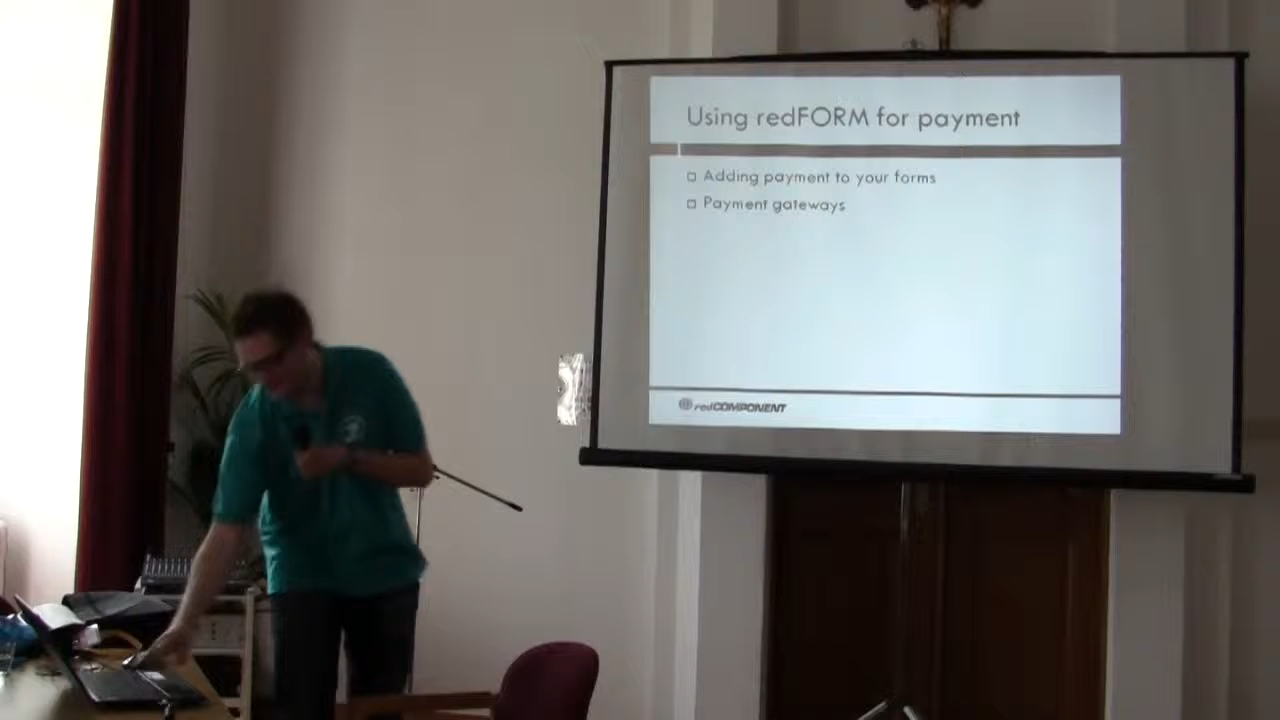 Using redFORM for payment
Adding payment to your forms
Payment gateways
redCOMPONENT